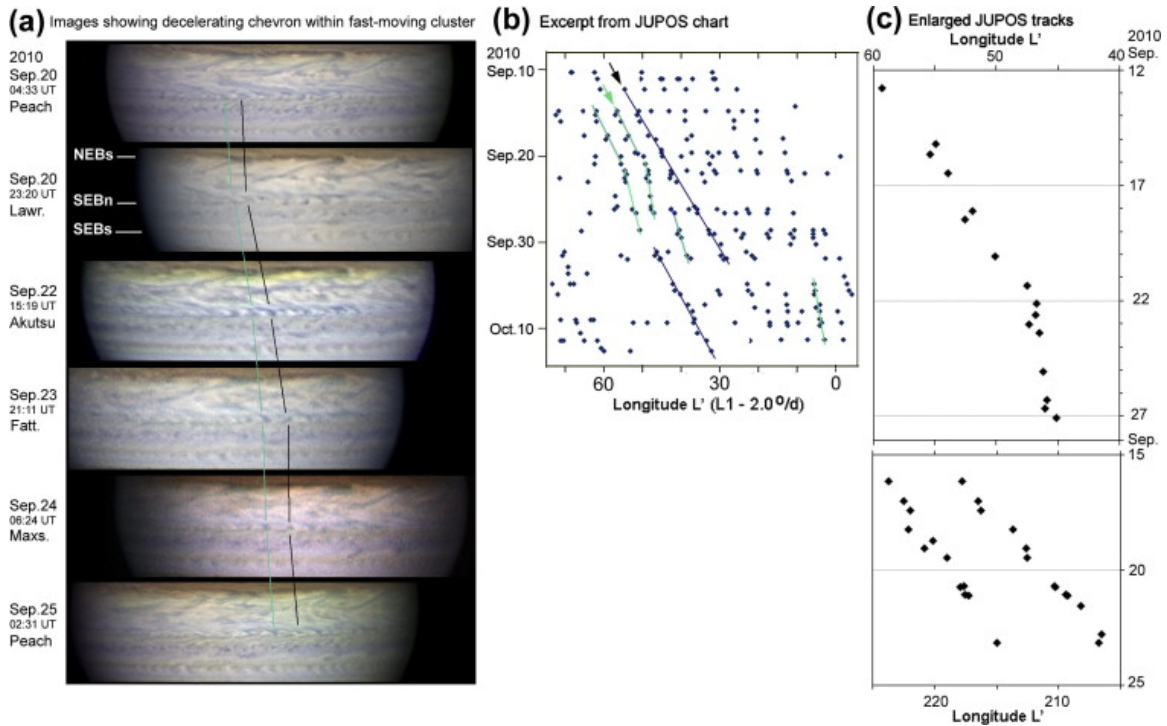 (a) Images showing decelerating chevron within fast-moving cluster
2010
Sep.20
04:33 UT
Peach
NEBs
Sep.20
23:20 UT
Lawr.
SEBn
SEBs
Sep.22
15:19 UT
Akutsu
Sep.23
21:11 UT
Fatt.
Sep.24
06:24 UT
Maxs.
Sep.25
02:31 UT
Peach
(b) Excerpt from JUPOS chart
2010
Sep.10
Sep.20
Sep.30
Oct.10
60 30 0
Longitude L' (L1 - 2.0⁰/d)
(c) Enlarged JUPOS tracks
Longitude L'
2010
Sep.
60 50 40
12
17
22
27
Sep.
15
20
25
220 210
Longitude L'